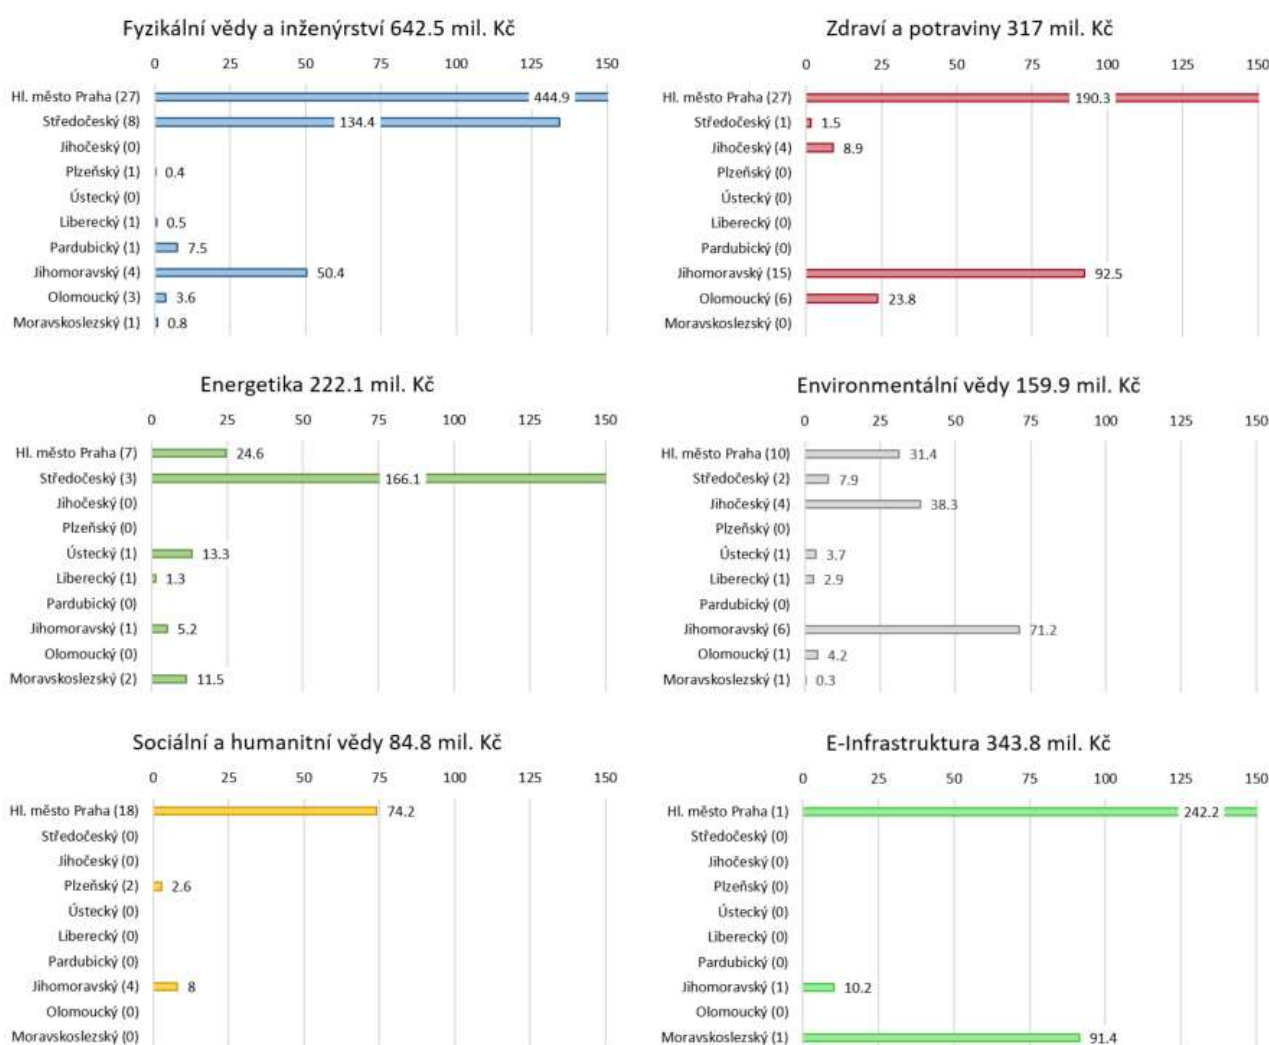 Fyzikální vědy a inženýrství 642.5 mil. Kč
0 25 50 75 100 125 150
Hl. město Praha (27) 444.9
Středočeský (8) 134.4
Jihočeský (0)
Plzeňský (1) 0.4
Ústecký (0)
Liberecký (1) 0.5
Pardubický (1) 7.5
Jihomoravský (4) 50.4
Olomoucký (3) 3.6
Moravskoslezský (1) 0.8
Zdraví a potraviny 317 mil. Kč
0 25 50 75 100 125 150
Hl. město Praha (27) 190.3
Středočeský (1) 1.5
Jihočeský (4) 8.9
Plzeňský (0)
Ústecký (0)
Liberecký (0)
Pardubický (0)
Jihomoravský (15) 92.5
Olomoucký (6) 23.8
Moravskoslezský (0)
Energetika 222.1 mil. Kč
0 25 50 75 100 125 150
Hl. město Praha (7) 24.6
Středočeský (3) 166.1
Jihočeský (0)
Plzeňský (0)
Ústecký (1) 13.3
Liberecký (1) 1.3
Pardubický (0)
Jihomoravský (1) 5.2
Olomoucký (0)
Moravskoslezský (2) 11.5
Environmentální vědy 159.9 mil. Kč
0 25 50 75 100 125 150
Hl. město Praha (10) 31.4
Středočeský (2) 7.9
Jihočeský (4) 38.3
Plzeňský (0)
Ústecký (1) 3.7
Liberecký (1) 2.9
Pardubický (0)
Jihomoravský (6) 71.2
Olomoucký (1) 4.2
Moravskoslezský (1) 0.3
Sociální a humanitní vědy 84.8 mil. Kč
0 25 50 75 100 125 150
Hl. město Praha (18) 74.2
Středočeský (0)
Jihočeský (0)
Plzeňský (2) 2.6
Ústecký (0)
Liberecký (0)
Pardubický (0)
Jihomoravský (4) 8
Olomoucký (0)
Moravskoslezský (0)
E-Infrastruktura 343.8 mil. Kč
0 25 50 75 100 125 150
Hl. město Praha (1) 242.2
Středočeský (0)
Jihočeský (0)
Plzeňský (0)
Ústecký (0)
Liberecký (0)
Pardubický (0)
Jihomoravský (1) 10.2
Olomoucký (0)
Moravskoslezský (1) 91.4